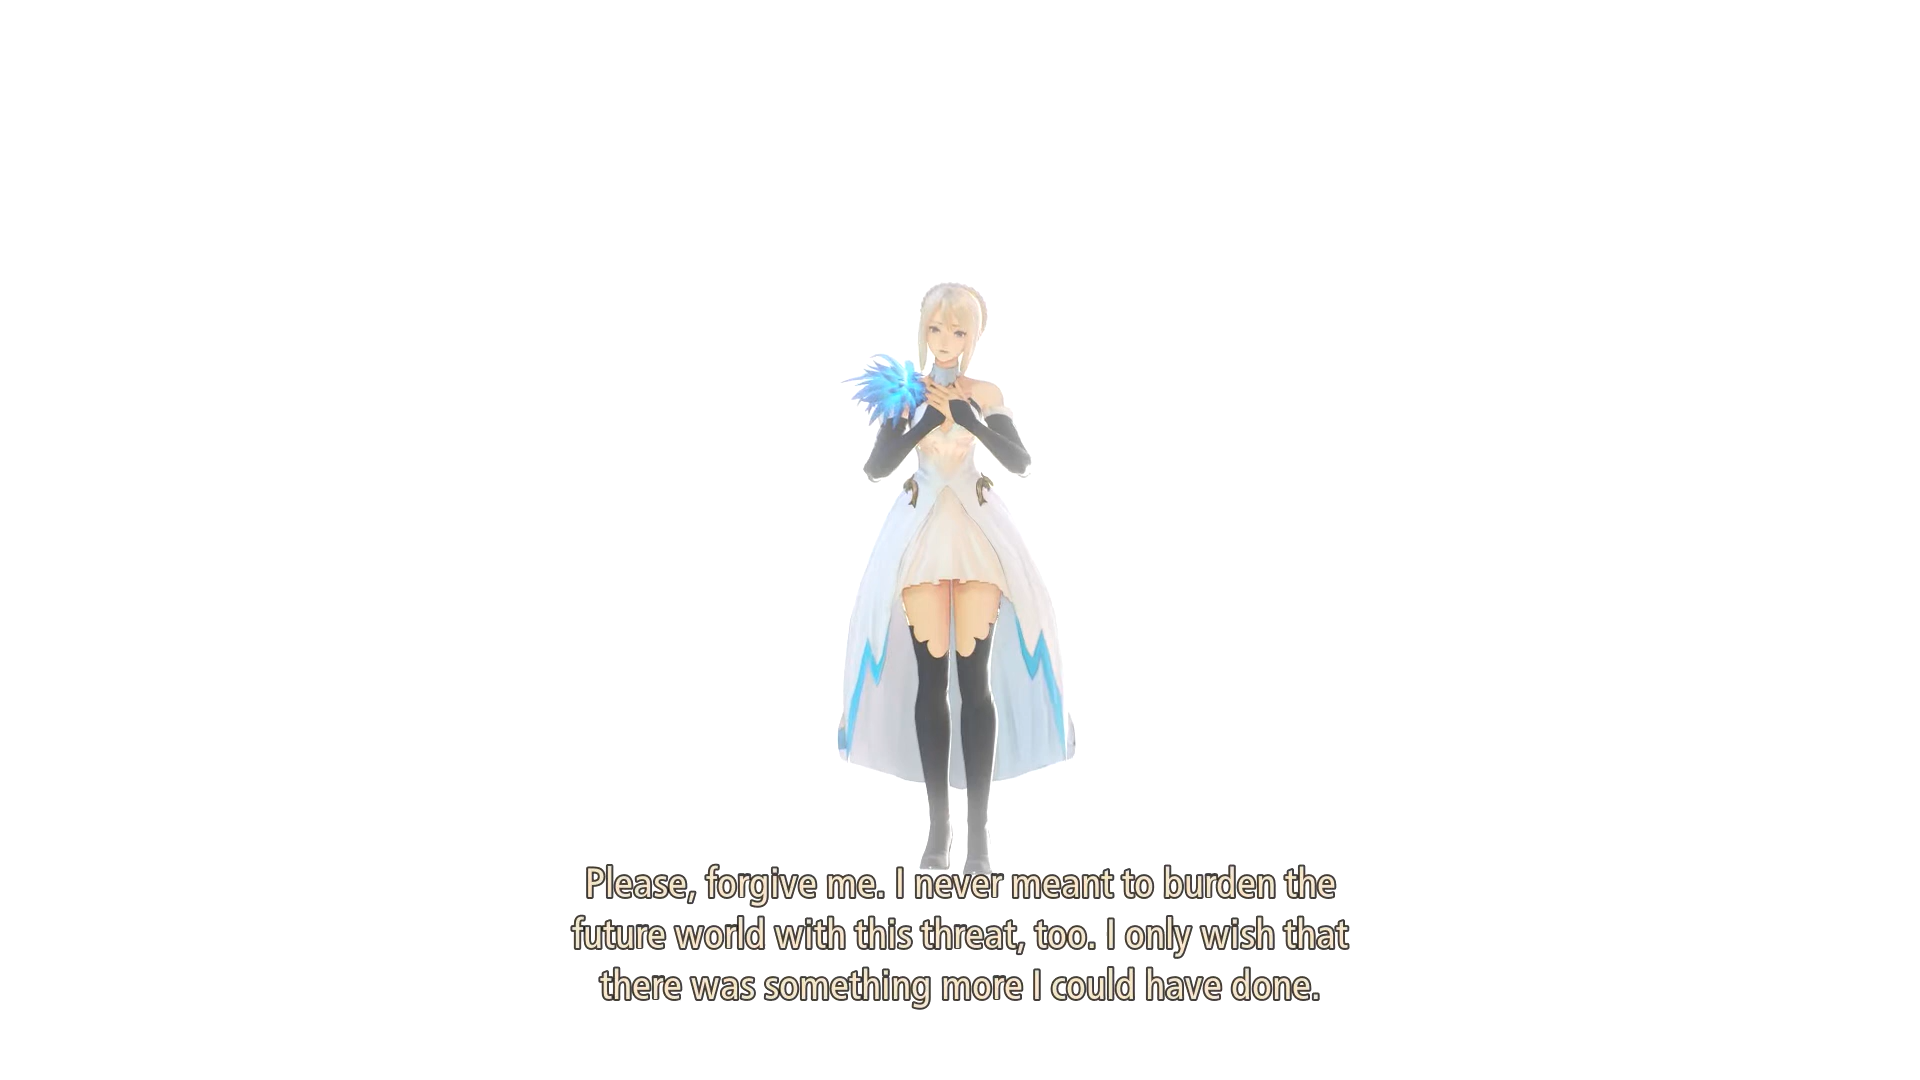 Please, forgive me. I never meant to burden the
future world with this threat, too. I only wish that
there was something more I could have done.